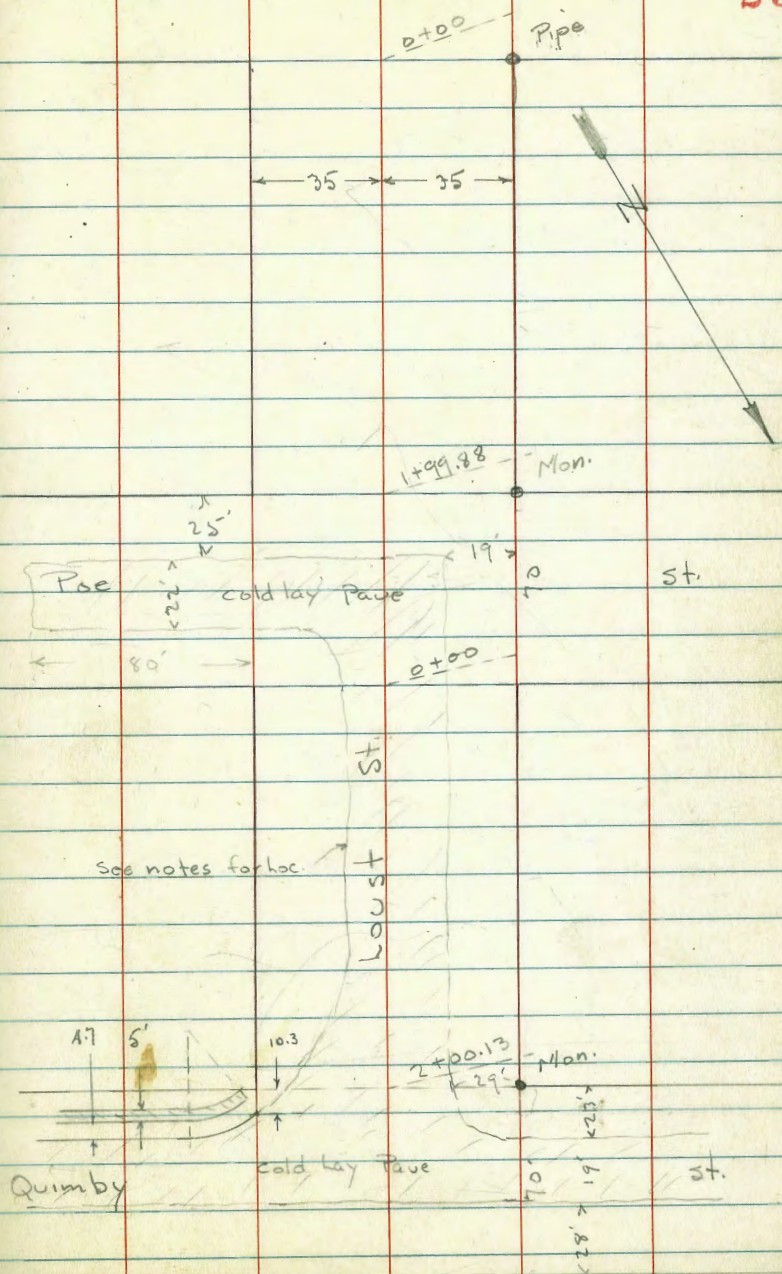 0+00
Pipe
35
35
N
1+99.88
Mon.
25'
19'
Poe
22'
cold lay Pave
70
St.
80'
0+00
Locust St.
See notes for loc.
4.7
5'
10.3
2+00.13
Mon.
29'
cold Lay Pave
Quimby
70'
19'
St.
28'